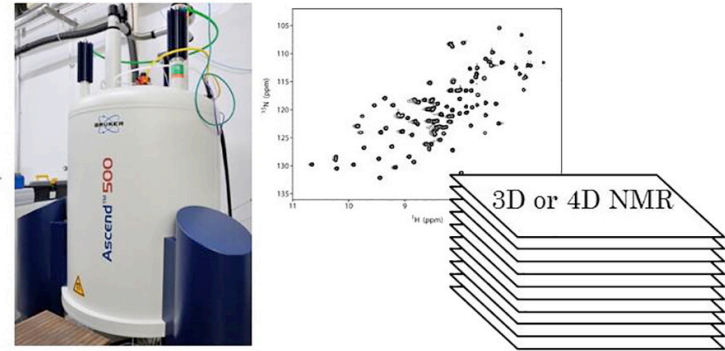 BRUKER
Ascend™ 500
105
110
115
120
125
130
135
¹⁵N (ppm)
11
10
9
¹H (ppm)
3D or 4D NMR